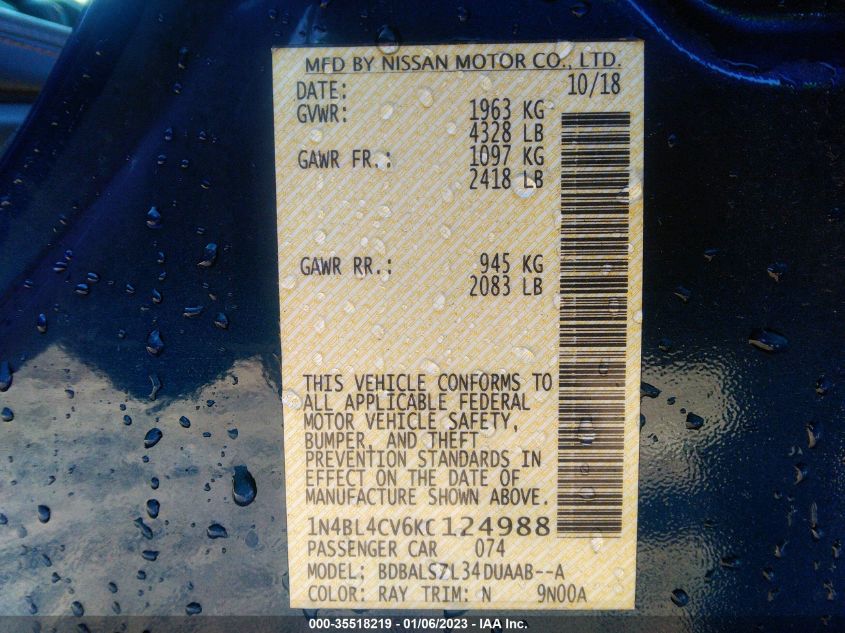 MFD BY NISSAN MOTOR CO., LTD.
DATE: 10/18
GVWR: 1963 KG
4328 LB
GAWR FR.: 1097 KG
2418 LB
GAWR RR.: 945 KG
2083 LB
THIS VEHICLE CONFORMS TO
ALL APPLICABLE FEDERAL
MOTOR VEHICLE SAFETY,
BUMPER, AND THEFT
PREVENTION STANDARDS IN
EFFECT ON THE DATE OF
MANUFACTURE SHOWN ABOVE.
1N4BL4CV6KC124988
PASSENGER CAR 074
MODEL: BDBALSZL34DUAAB--A
COLOR: RAY TRIM: N 9N00A
000-35518219 - 01/06/2023 - IAA Inc.